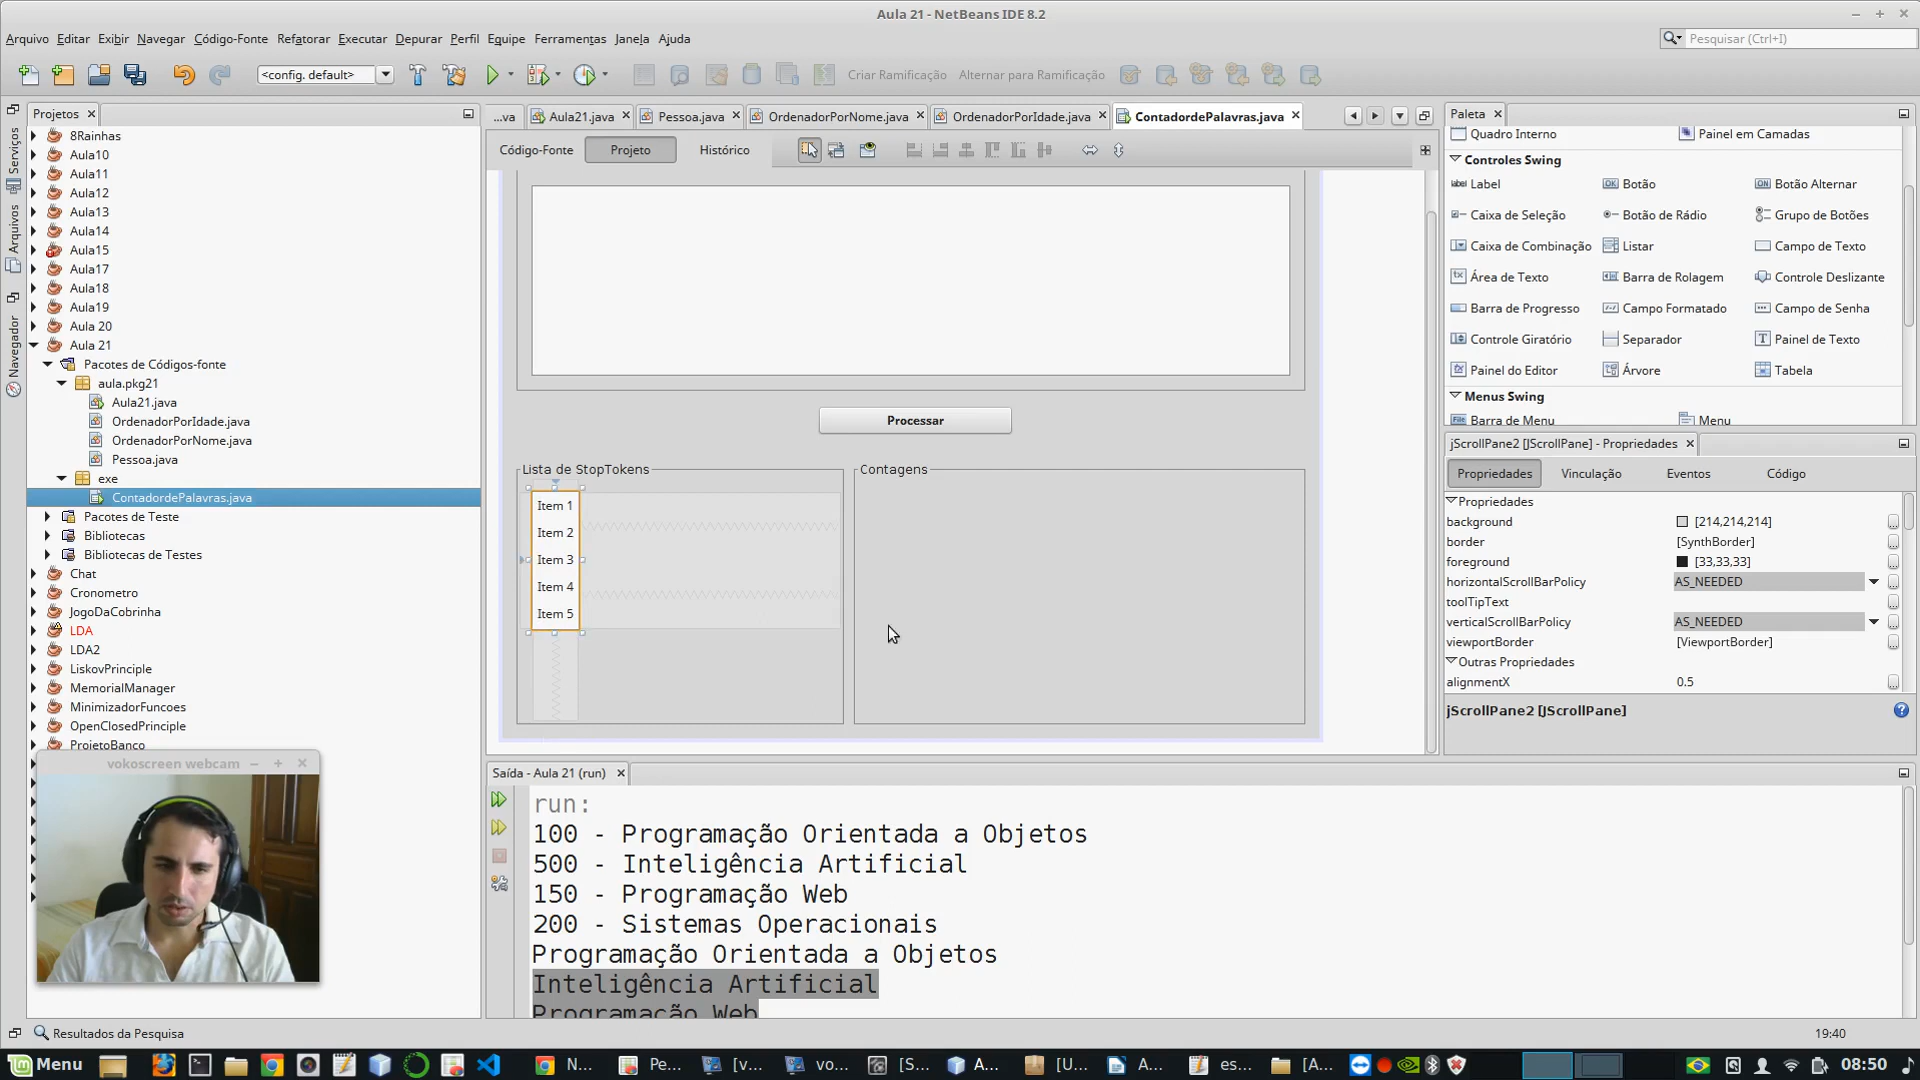 Aula 21 - NetBeans IDE 8.2
Arquivo Editar Exibir Navegar Código-Fonte Refatorar Executar Depurar Perfil Equipe Ferramentas Janela Ajuda
Pesquisar (Ctrl+I)
<config. default>
Criar Ramificação Alternar para Ramificação
Projetos
...va
Aula21.java
Pessoa.java
OrdenadorPorNome.java
OrdenadorPorIdade.java
ContadordePalavras.java
Código-Fonte Projeto Histórico
Serviços
Arquivos
Navegador
8Rainhas
Aula10
Aula11
Aula12
Aula13
Aula14
Aula15
Aula17
Aula18
Aula19
Aula 20
Aula 21
Pacotes de Códigos-fonte
aula.pkg21
Aula21.java
OrdenadorPorIdade.java
OrdenadorPorNome.java
Pessoa.java
exe
ContadordePalavras.java
Pacotes de Teste
Bibliotecas
Bibliotecas de Testes
Chat
Cronometro
JogoDaCobrinha
LDA
LDA2
LiskovPrinciple
MemorialManager
MinimizadorFuncoes
OpenClosedPrinciple
ProjetoBanco
vokoscreen webcam
Processar
Lista de StopTokens
Contagens
Item 1
Item 2
Item 3
Item 4
Item 5
Paleta
Quadro Interno Painel em Camadas
Controles Swing
label Label OK Botão ON Botão Alternar
Caixa de Seleção Botão de Rádio Grupo de Botões
Caixa de Combinação Listar Campo de Texto
Área de Texto Barra de Rolagem Controle Deslizante
Barra de Progresso Campo Formatado Campo de Senha
Controle Giratório Separador Painel de Texto
Painel do Editor Árvore Tabela
Menus Swing
Barra de Menu Menu
jScrollPane2 [JScrollPane] - Propriedades
Propriedades Vinculação Eventos Código
Propriedades
background [214,214,214]
border [SynthBorder]
foreground [33,33,33]
horizontalScrollBarPolicy AS_NEEDED
toolTipText
verticalScrollBarPolicy AS_NEEDED
viewportBorder [ViewportBorder]
Outras Propriedades
alignmentX 0.5
jScrollPane2 [JScrollPane]
Saída - Aula 21 (run)
run:
100 - Programação Orientada a Objetos
500 - Inteligência Artificial
150 - Programação Web
200 - Sistemas Operacionais
Programação Orientada a Objetos
Inteligência Artificial
Programação Web
Resultados da Pesquisa
19:40
Menu N... Pe... [v... vo... [S... A... [U... A... es... [A... 08:50